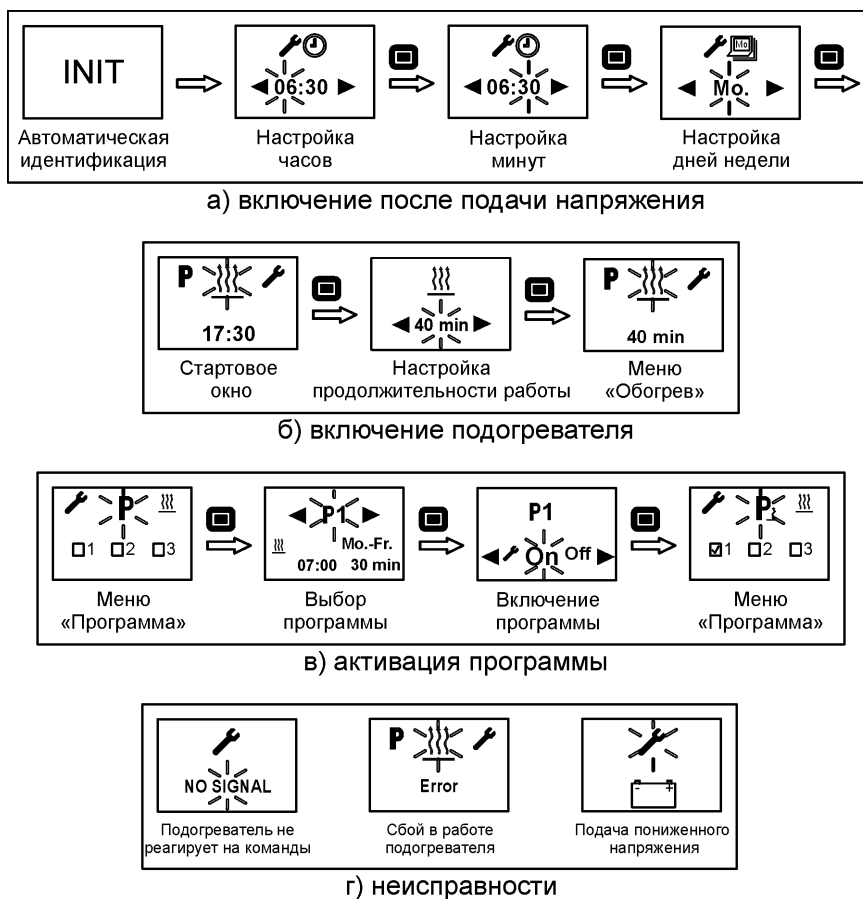 INIT
06:30
06:30
Mo
Mo.
Автоматическая
идентификация
Настройка
часов
Настройка
минут
Настройка
дней недели
а) включение после подачи напряжения
P
17:30
40 min
P
40 min
Стартовое
окно
Настройка
продолжительности работы
Меню
«Обогрев»
б) включение подогревателя
P
1 2 3
P1
Mo.-Fr.
07:00 30 min
P1
On Off
P
1 2 3
Меню
«Программа»
Выбор
программы
Включение
программы
Меню
«Программа»
в) активация программы
NO SIGNAL
P
Error
- +
Подогреватель не
реагирует на команды
Сбой в работе
подогревателя
Подача пониженного
напряжения
г) неисправности